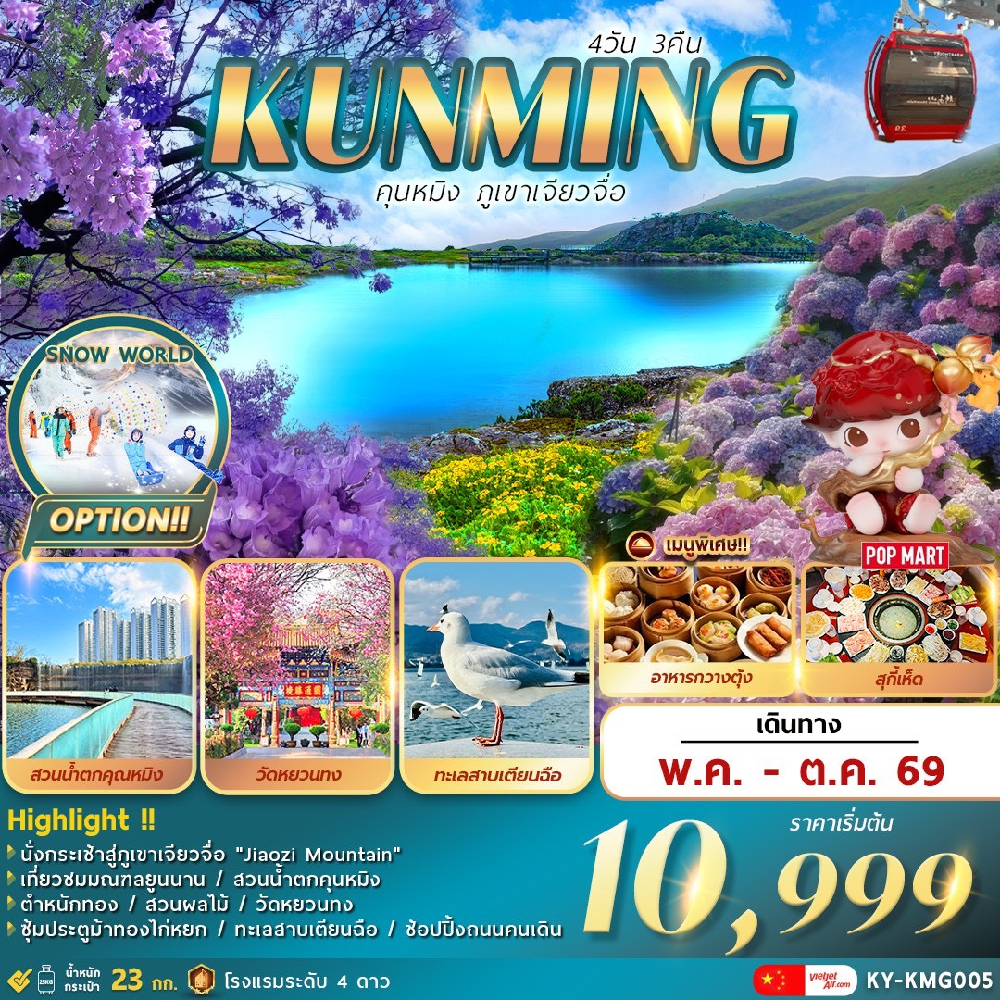 4วัน 3คืน
KUNMING
คุนหมิง ภูเขาเจียวจื่อ
SNOW WORLD
OPTION!!
เมนูพิเศษ!!
POP MART
อาหารกวางตุ้ง
สุกี้เห็ด
สวนน้ำตกคุณหมิง
วัดหยวนทง
ทะเลสาบเตียนฉือ
เดินทาง
พ.ค. - ต.ค. 69
Highlight !!
นั่งกระเช้าสู่ภูเขาเจียวจื่อ "Jiaozi Mountain"
เที่ยวชมมณฑลยูนนาน / สวนน้ำตกคุนหมิง
ตำหนักทอง / สวนผลไม้ / วัดหยวนทง
ซุ้มประตูม้าทองไก่หยก / ทะเลสาบเตียนฉือ / ช้อปปิ้งถนนคนเดิน
ราคาเริ่มต้น
10,999
25KG
น้ำหนัก
กระเป๋า 23 กก.
โรงแรมระดับ 4 ดาว
vietjet
Air.com
KY-KMG005